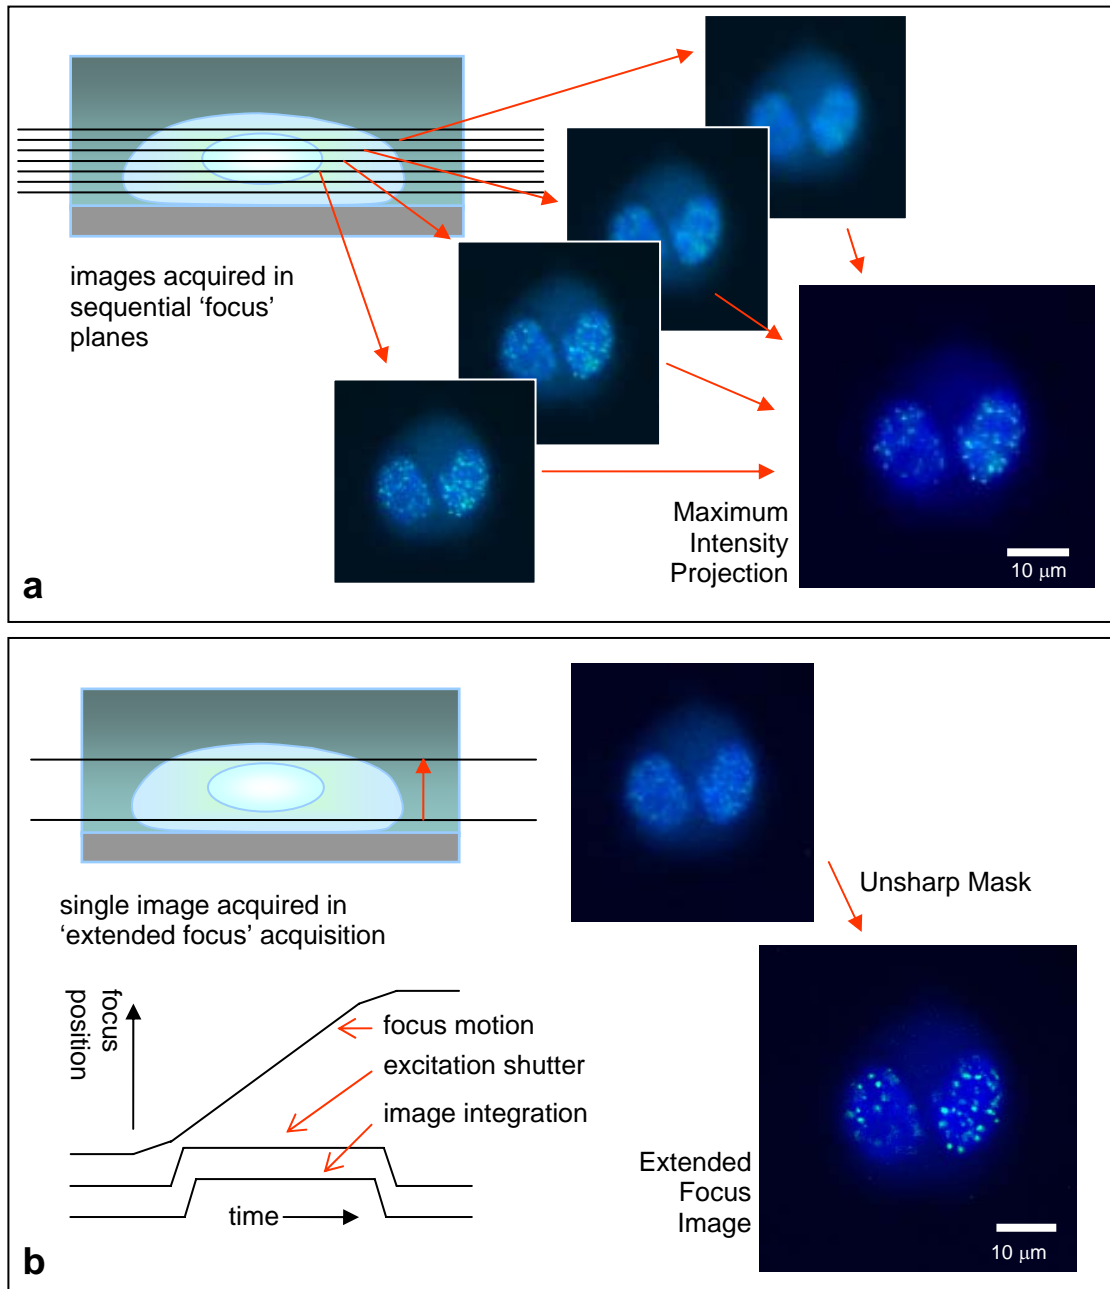 images acquired in
sequential ‘focus’
planes
Maximum
Intensity
Projection
10 μm
a
single image acquired in
‘extended focus’ acquisition
Unsharp Mask
focus
position
focus motion
excitation shutter
image integration
time
Extended
Focus
Image
10 μm
b